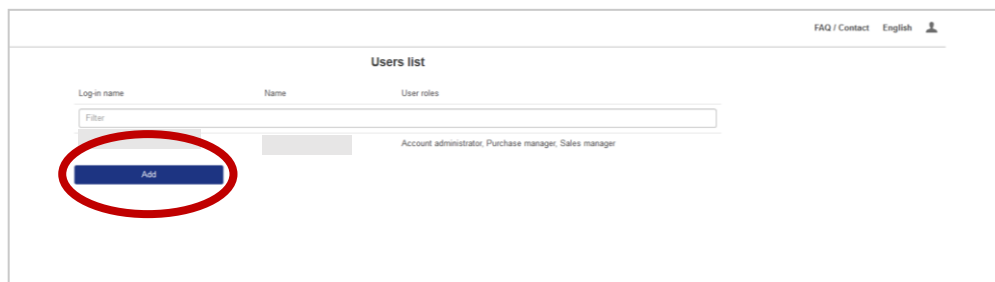 FAQ / Contact English
Users list
Log-in name Name User roles
Filter
Account administrator, Purchase manager, Sales manager
Add